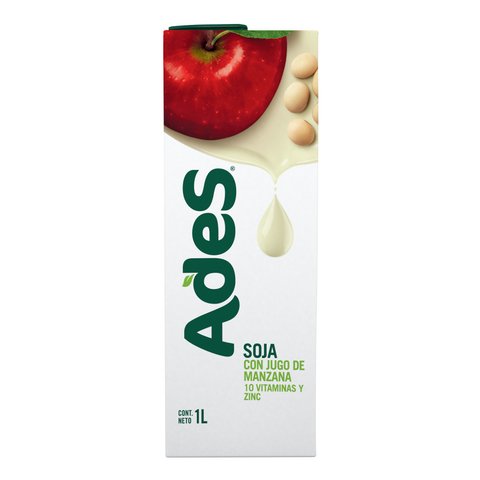 AdeS®
SOJA
CON JUGO DE
MANZANA
10 VITAMINAS Y
ZINC
CONT.
NETO 1L